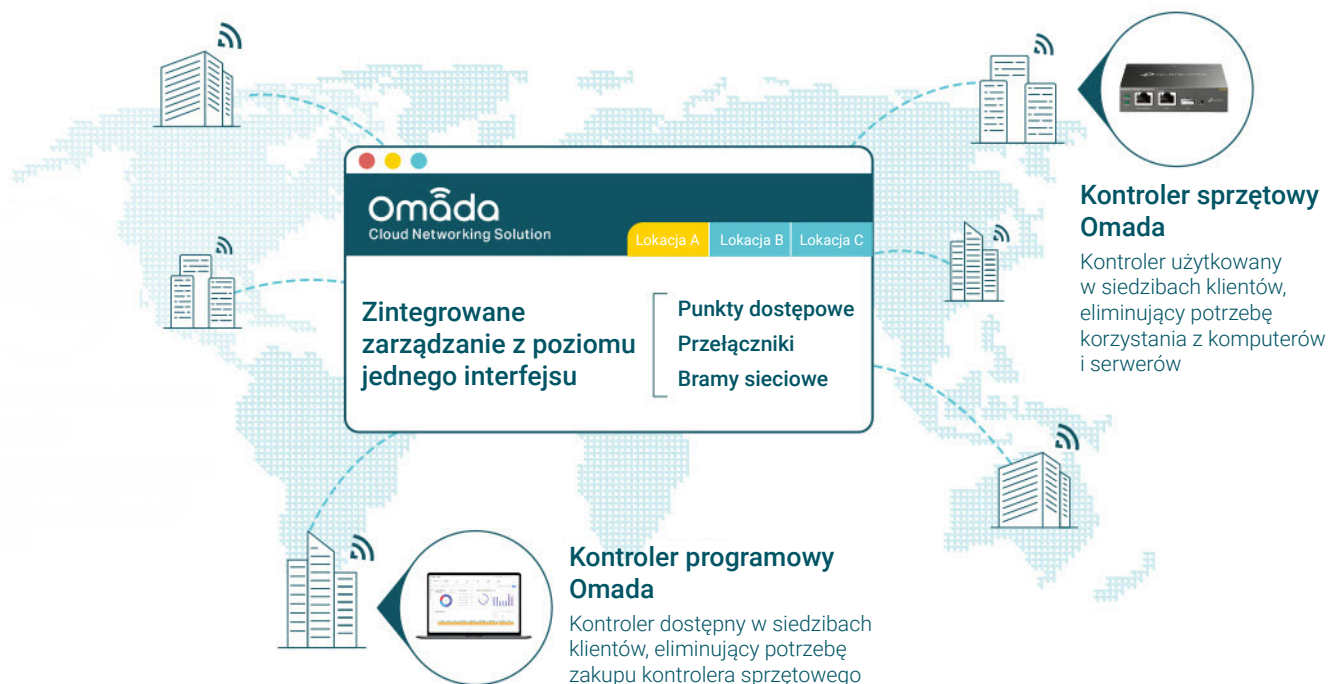 Omada
Cloud Networking Solution
Lokacja A
Lokacja B
Lokacja C
Zintegrowane
zarządzanie z poziomu
jednego interfejsu
Punkty dostępowe
Przełączniki
Bramy sieciowe
Kontroler sprzętowy
Omada
Kontroler użytkowany
w siedzibach klientów,
eliminujący potrzebę
korzystania z komputerów
i serwerów
Kontroler programowy
Omada
Kontroler dostępny w siedzibach
klientów, eliminujący potrzebę
zakupu kontrolera sprzętowego